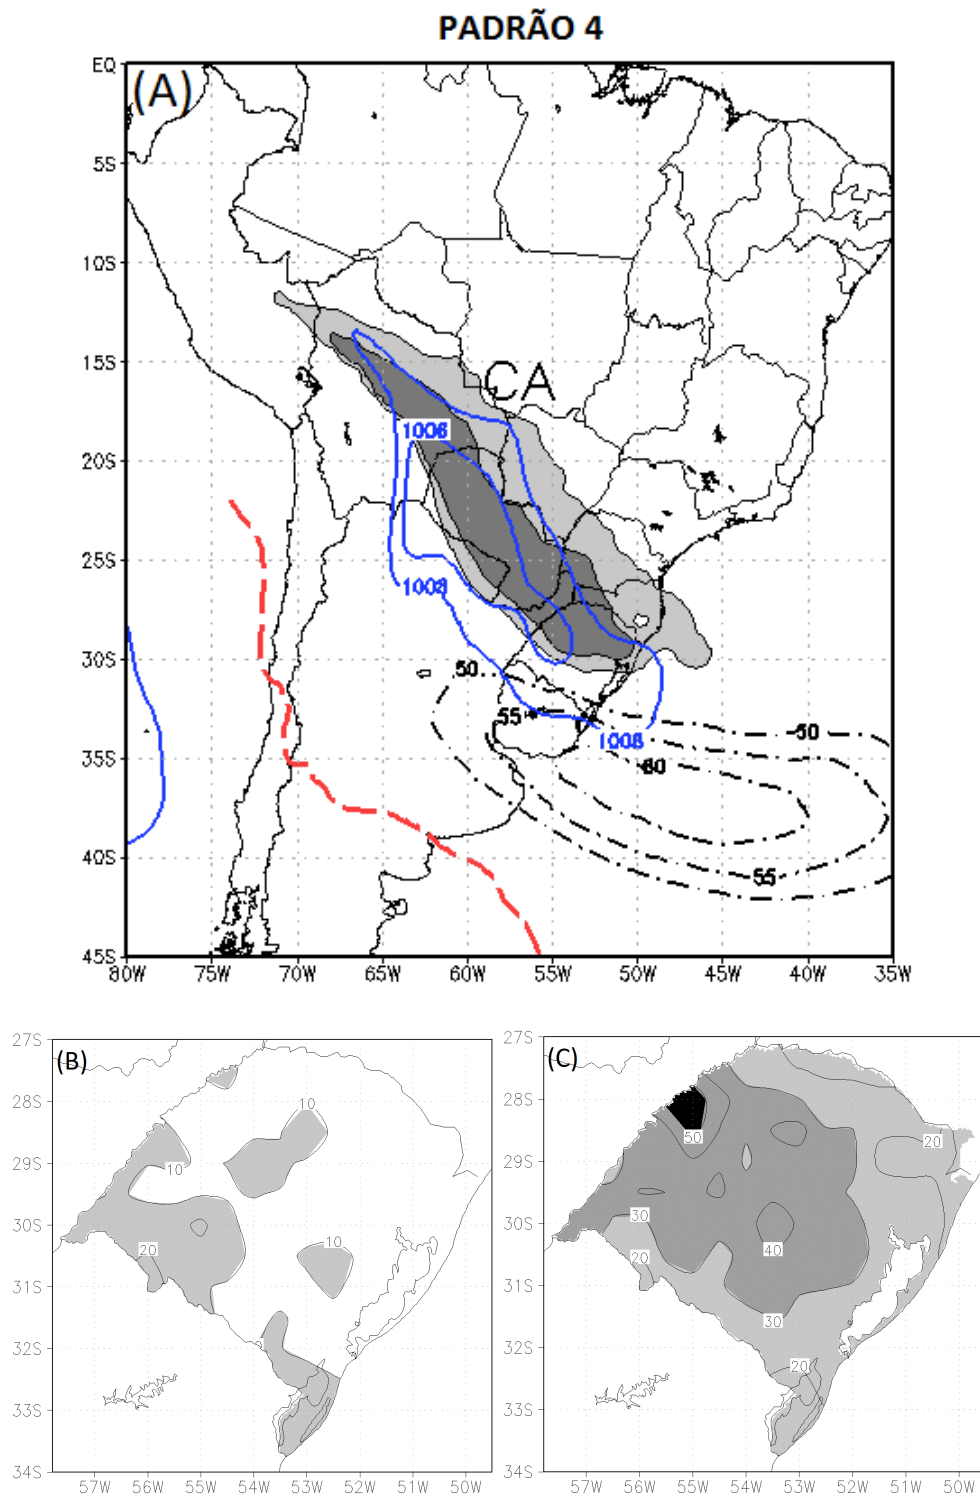 PADRÃO 4
(A)
EQ
5S
10S
15S
CA
1006
20S
25S
1008
30S
50
55
50
1008
60
35S
55
40S
45S
80W 75W 70W 65W 60W 55W 50W 45W 40W 35W
(B)
27S
28S
10
29S
10
30S
20
10
31S
32S
33S
34S
57W 56W 55W 54W 53W 52W 51W 50W
(C)
27S
28S
50
20
29S
30
30S
40
20
31S
30
32S
20
33S
34S
57W 56W 55W 54W 53W 52W 51W 50W